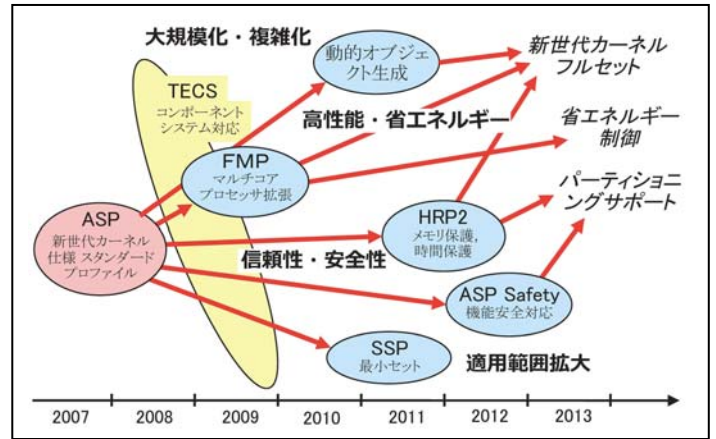 大規模化・複雑化
動的オブジェ
クト生成
新世代カーネル
フルセット
TECS
コンポーネント
システム対応
高性能・省エネルギー
省エネルギー
制御
FMP
マルチコア
プロセッサ拡張
パーティショニ
ングサポート
ASP
新世代カーネル
仕様 スタンダード
プロファイル
HRP2
メモリ保護,
時間保護
信頼性・安全性
ASP Safety
機能安全対応
SSP
最小セット
適用範囲拡大
2007 2008 2009 2010 2011 2012 2013